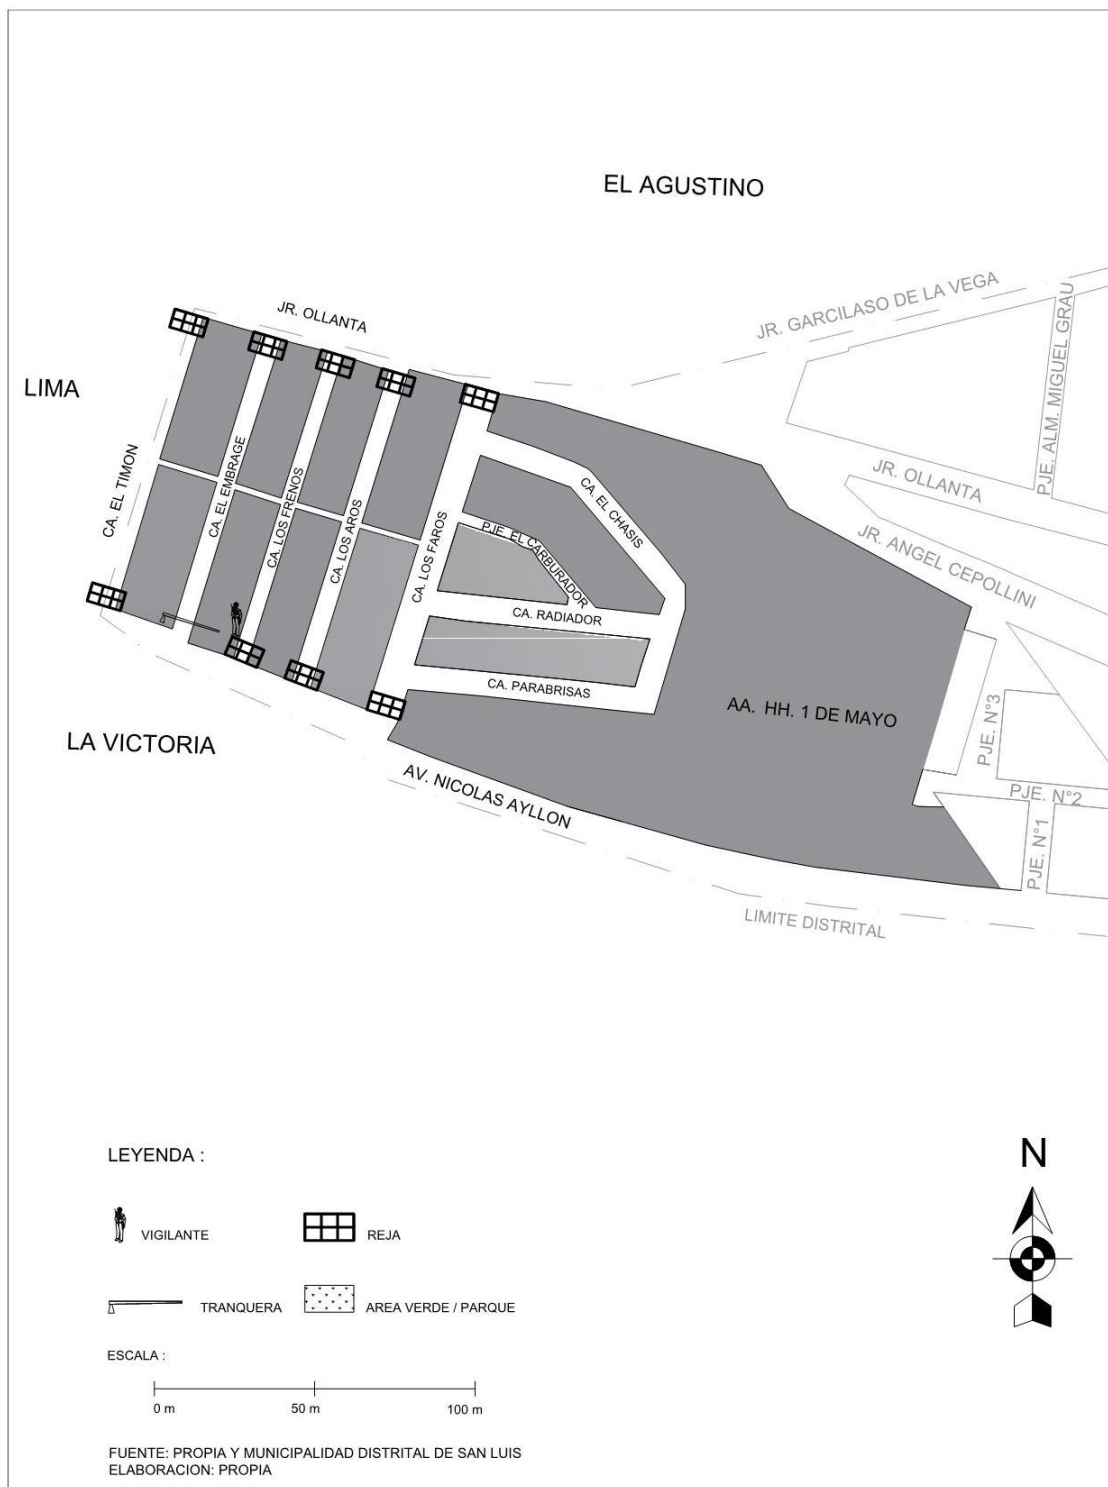 EL AGUSTINO
JR. GARCILASO DE LA VEGA
PJE. ALM. MIGUEL GRAU
JR. OLLANTA
LIMA
CA. EL TIMON
CA. EL EMBRAGE
CA. LOS FRENOS
CA. LOS AROS
CA. LOS FAROS
CA. EL CHASIS
PJE. EL CARBURADOR
CA. RADIADOR
CA. PARABRISAS
JR. OLLANTA
JR. ANGEL CEPOLLINI
AA. HH. 1 DE MAYO
PJE. N°3
PJE. N°2
PJE. N°1
LA VICTORIA
AV. NICOLAS AYLLON
LIMITE DISTRITAL
LEYENDA :
VIGILANTE
REJA
TRANQUERA
AREA VERDE / PARQUE
ESCALA :
0 m
50 m
100 m
N
FUENTE: PROPIA Y MUNICIPALIDAD DISTRITAL DE SAN LUIS
ELABORACION: PROPIA